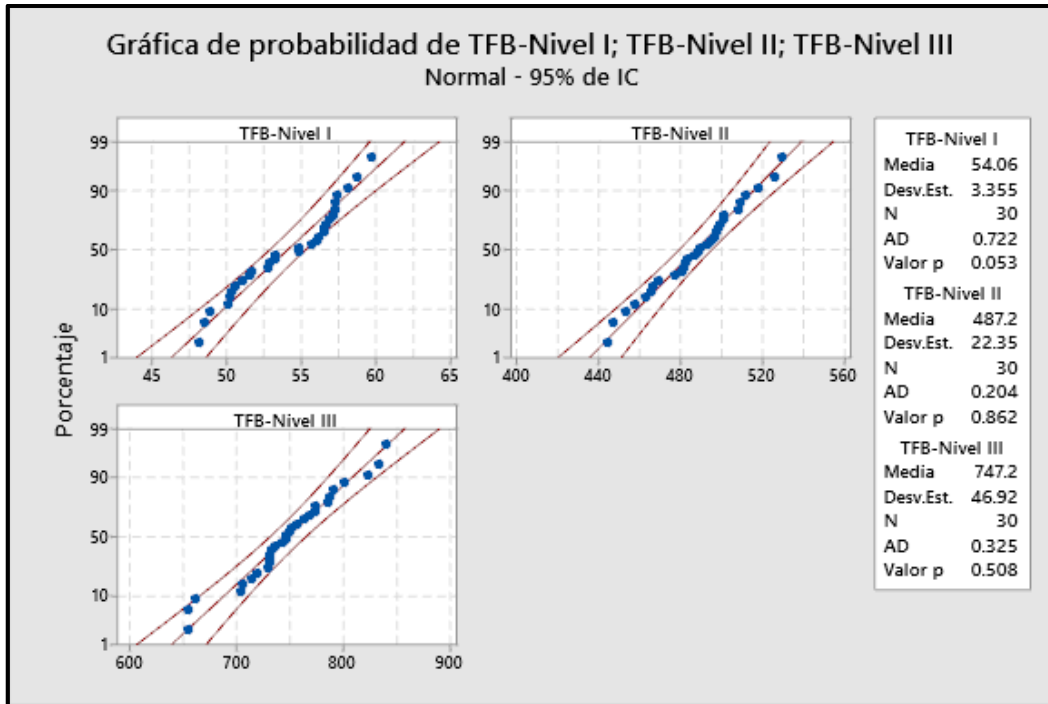 Gráfica de probabilidad de TFB-Nivel I; TFB-Nivel II; TFB-Nivel III
Normal - 95% de IC
Porcentaje
TFB-Nivel I
99
90
50
10
1
45 50 55 60 65
TFB-Nivel II
400 440 480 520 560
TFB-Nivel III
99
90
50
10
1
600 700 800 900
TFB-Nivel I
Media 54.06
Desv.Est. 3.355
N 30
AD 0.722
Valor p 0.053
TFB-Nivel II
Media 487.2
Desv.Est. 22.35
N 30
AD 0.204
Valor p 0.862
TFB-Nivel III
Media 747.2
Desv.Est. 46.92
N 30
AD 0.325
Valor p 0.508